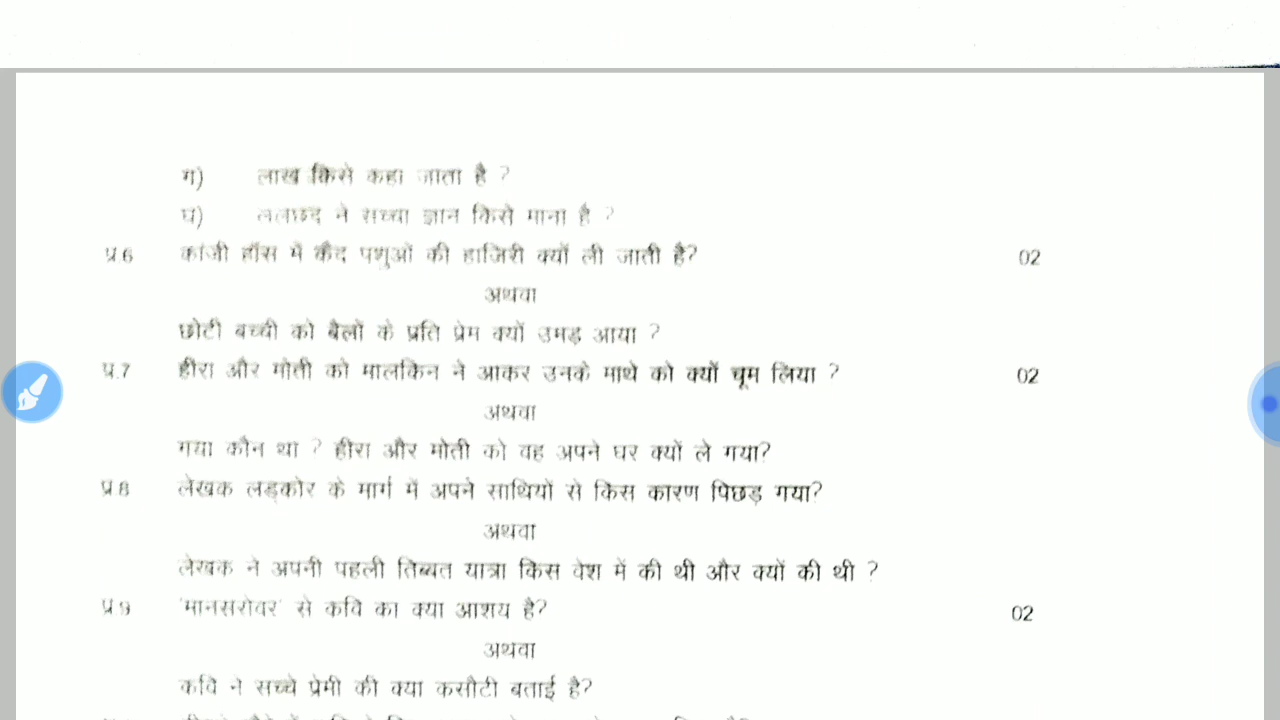 ग) लाख किसे कहा जाता है ?
घ) ललछद ने सच्चा ज्ञान किसे माना है ?
प्र.6 कांजी हौंस में कैद पशुओं की हाजिरी क्यों ली जाती है? 02
अथवा
छोटी बच्ची को बैलों के प्रति प्रेम क्यों उमड़ आया ?
प्र.7 हीरा और मोती को मालकिन ने आकर उनके माथे को क्यों चूम लिया ? 02
अथवा
गया कौन था ? हीरा और मोती को वह अपने घर क्यों ले गया?
प्र.8 लेखक लड़कोर के मार्ग में अपने साथियों से किस कारण पिछड़ गया?
अथवा
लेखक ने अपनी पहली तिब्बत यात्रा किस वेश में की थी और क्यों की थी ?
प्र.9 'मानसरोवर' से कवि का क्या आशय है? 02
अथवा
कवि ने सच्चे प्रेमी की क्या कसौटी बताई है?